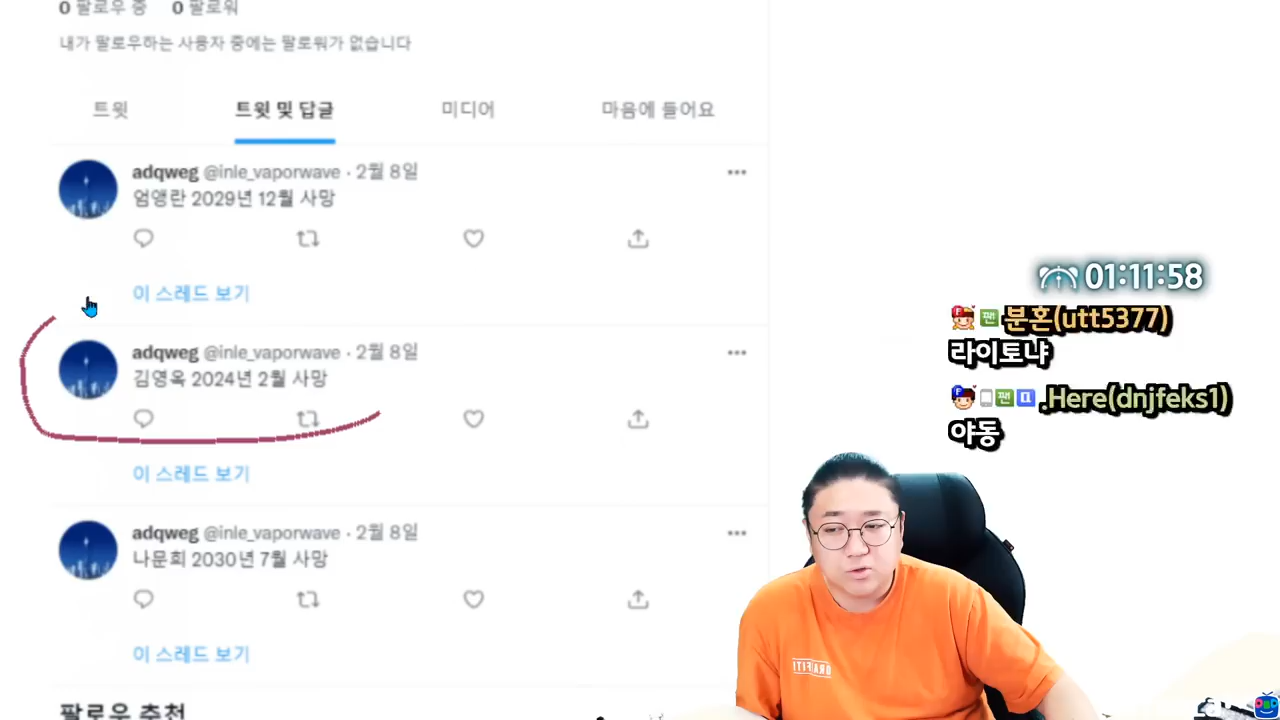 0 팔로우 중 0 팔로워
내가 팔로우하는 사용자 중에는 팔로워가 없습니다
트윗 트윗 및 답글 미디어 마음에 들어요
adqweg @inle_vaporwave · 2월 8일
엄앵란 2029년 12월 사망
이 스레드 보기
adqweg @inle_vaporwave · 2월 8일
김영옥 2024년 2월 사망
이 스레드 보기
adqweg @inle_vaporwave · 2월 8일
나문희 2030년 7월 사망
이 스레드 보기
팔로우 추천
01:11:58
분혼(utt5377)
라이토냐
.Here(dnjfeks1)
야동